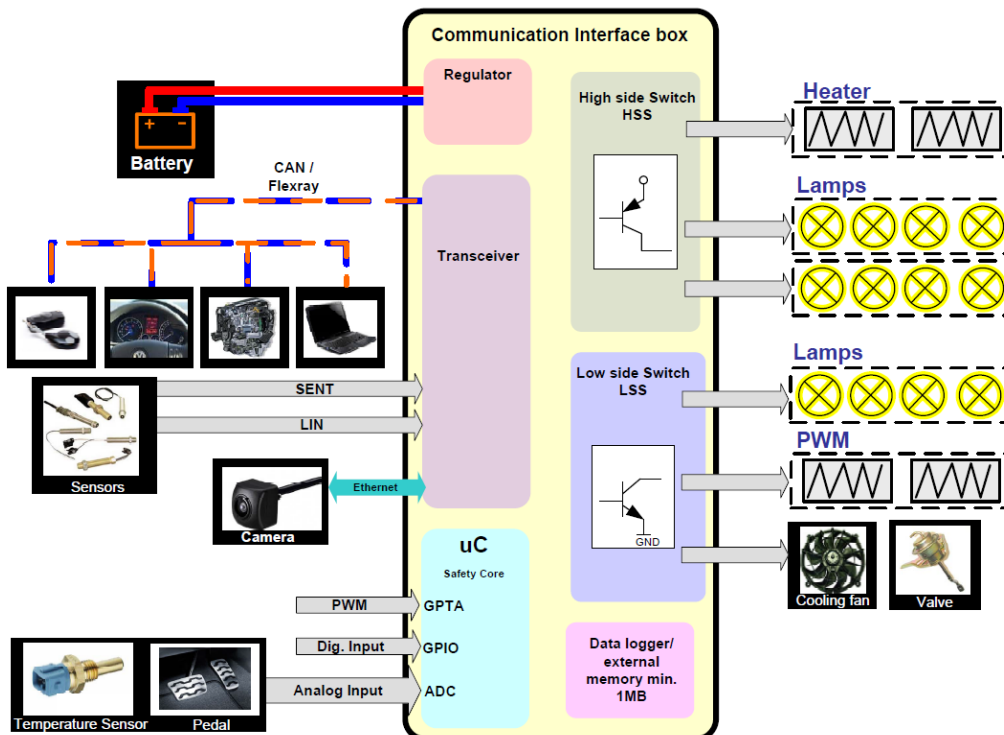 Communication Interface box
Regulator
High side Switch
HSS
Heater
+
-
Battery
CAN /
Flexray
Lamps
Transceiver
Low side Switch
LSS
Lamps
SENT
LIN
PWM
Sensors
Ethernet
Camera
GND
uC
Safety Core
Cooling fan
Valve
PWM
GPTA
Dig. Input
GPIO
Data logger/
external
memory min.
1MB
Analog Input
ADC
Temperature Sensor
Pedal